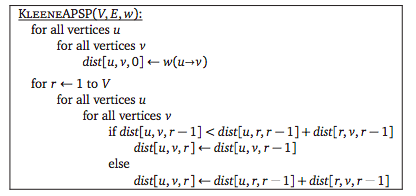 KLEENEAPSP(V, E, w):
for all vertices u
for all vertices v
dist[u, v, 0] ← w(u→v)
for r ← 1 to V
for all vertices u
for all vertices v
if dist[u, v, r − 1] < dist[u, r, r − 1] + dist[r, v, r − 1]
dist[u, v, r] ← dist[u, v, r − 1]
else
dist[u, v, r] ← dist[u, r, r − 1] + dist[r, v, r − 1]